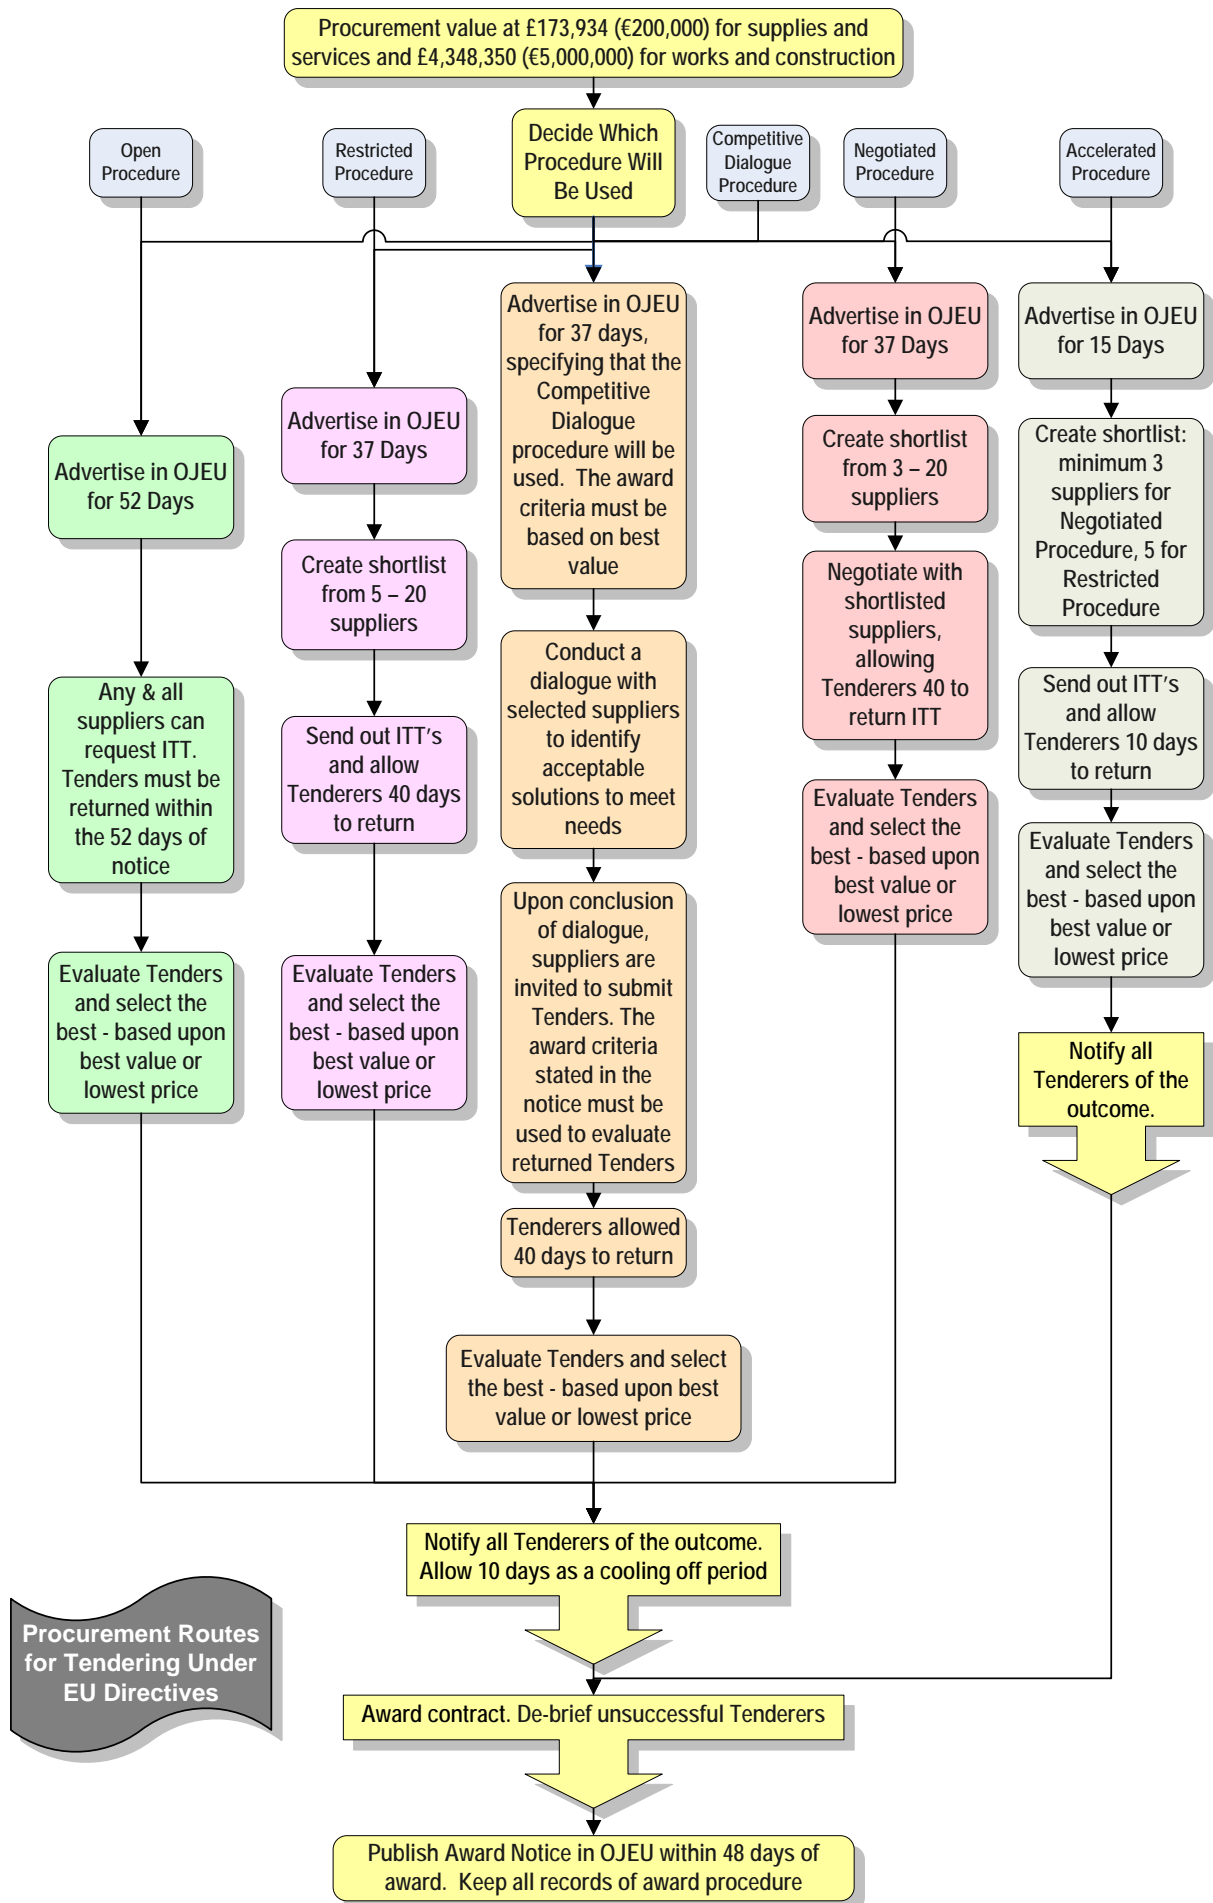 Procurement value at £173,934 (€200,000) for supplies and
services and £4,348,350 (€5,000,000) for works and construction
Open
Procedure
Restricted
Procedure
Decide Which
Procedure Will
Be Used
Competitive
Dialogue
Procedure
Negotiated
Procedure
Accelerated
Procedure
Advertise in OJEU
for 52 Days
Any & all
suppliers can
request ITT.
Tenders must be
returned within
the 52 days of
notice
Evaluate Tenders
and select the
best - based upon
best value or
lowest price
Advertise in OJEU
for 37 Days
Create shortlist
from 5 – 20
suppliers
Send out ITT's
and allow
Tenderers 40 days
to return
Evaluate Tenders
and select the
best - based upon
best value or
lowest price
Advertise in OJEU
for 37 days,
specifying that the
Competitive
Dialogue
procedure will be
used.  The award
criteria must be
based on best
value
Conduct a
dialogue with
selected suppliers
to identify
acceptable
solutions to meet
needs
Upon conclusion
of dialogue,
suppliers are
invited to submit
Tenders. The
award criteria
stated in the
notice must be
used to evaluate
returned Tenders
Tenderers allowed
40 days to return
Evaluate Tenders and select
the best - based upon best
value or lowest price
Advertise in OJEU
for 37 Days
Create shortlist
from 3 – 20
suppliers
Negotiate with
shortlisted
suppliers,
allowing
Tenderers 40 to
return ITT
Evaluate Tenders
and select the
best - based upon
best value or
lowest price
Advertise in OJEU
for 15 Days
Create shortlist:
minimum 3
suppliers for
Negotiated
Procedure, 5 for
Restricted
Procedure
Send out ITT's
and allow
Tenderers 10 days
to return
Evaluate Tenders
and select the
best - based upon
best value or
lowest price
Notify all
Tenderers of the
outcome.
Notify all Tenderers of the outcome.
Allow 10 days as a cooling off period
Procurement Routes
for Tendering Under
EU Directives
Award contract. De-brief unsuccessful Tenderers
Publish Award Notice in OJEU within 48 days of
award.  Keep all records of award procedure